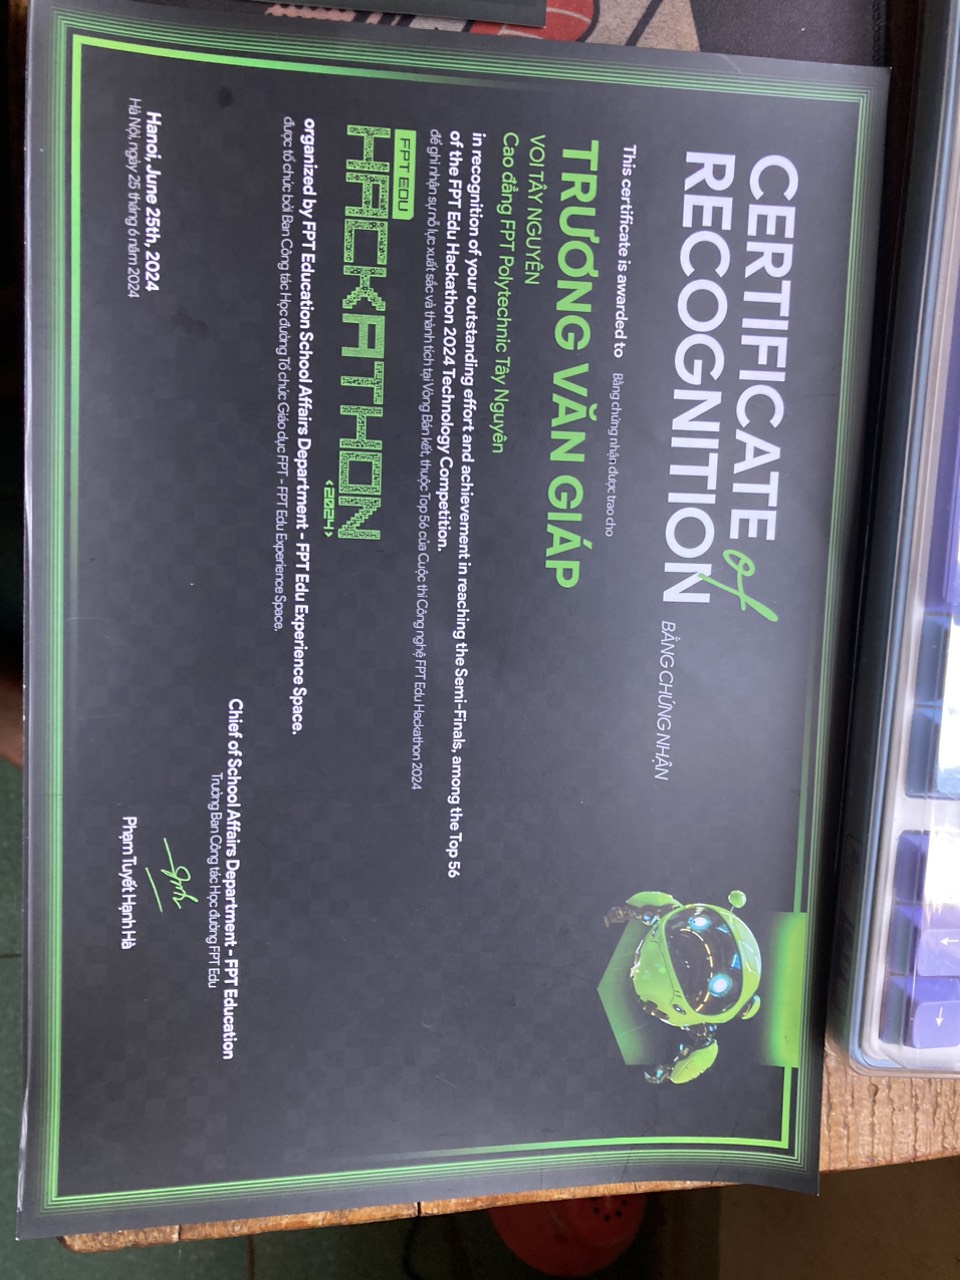 CERTIFICATE of
RECOGNITION BẰNG CHỨNG NHẬN
This certificate is awarded to Bằng chứng nhận được trao cho
TRƯƠNG VĂN GIÁP
VOI TÂY NGUYÊN
Cao đẳng FPT Polytechnic Tây Nguyên
in recognition of your outstanding effort and achievement in reaching the Semi-Finals, among the Top 56
of the FPT Edu Hackathon 2024 Technology Competition.
để ghi nhận sự nỗ lực xuất sắc và thành tích tại Vòng Bán kết, thuộc Top 56 của Cuộc thi Công nghệ FPT Edu Hackathon 2024
FPT EDU
HACKATHON
<2024>
organized by FPT Education School Affairs Department - FPT Edu Experience Space.
được tổ chức bởi Ban Công tác Học đường Tổ chức Giáo dục FPT - FPT Edu Experience Space.
Chief of School Affairs Department - FPT Education
Trưởng Ban Công tác Học đường FPT Edu
Hanoi, June 25th, 2024
Hà Nội, ngày 25 tháng 6 năm 2024
Phạm Tuyết Hạnh Hà